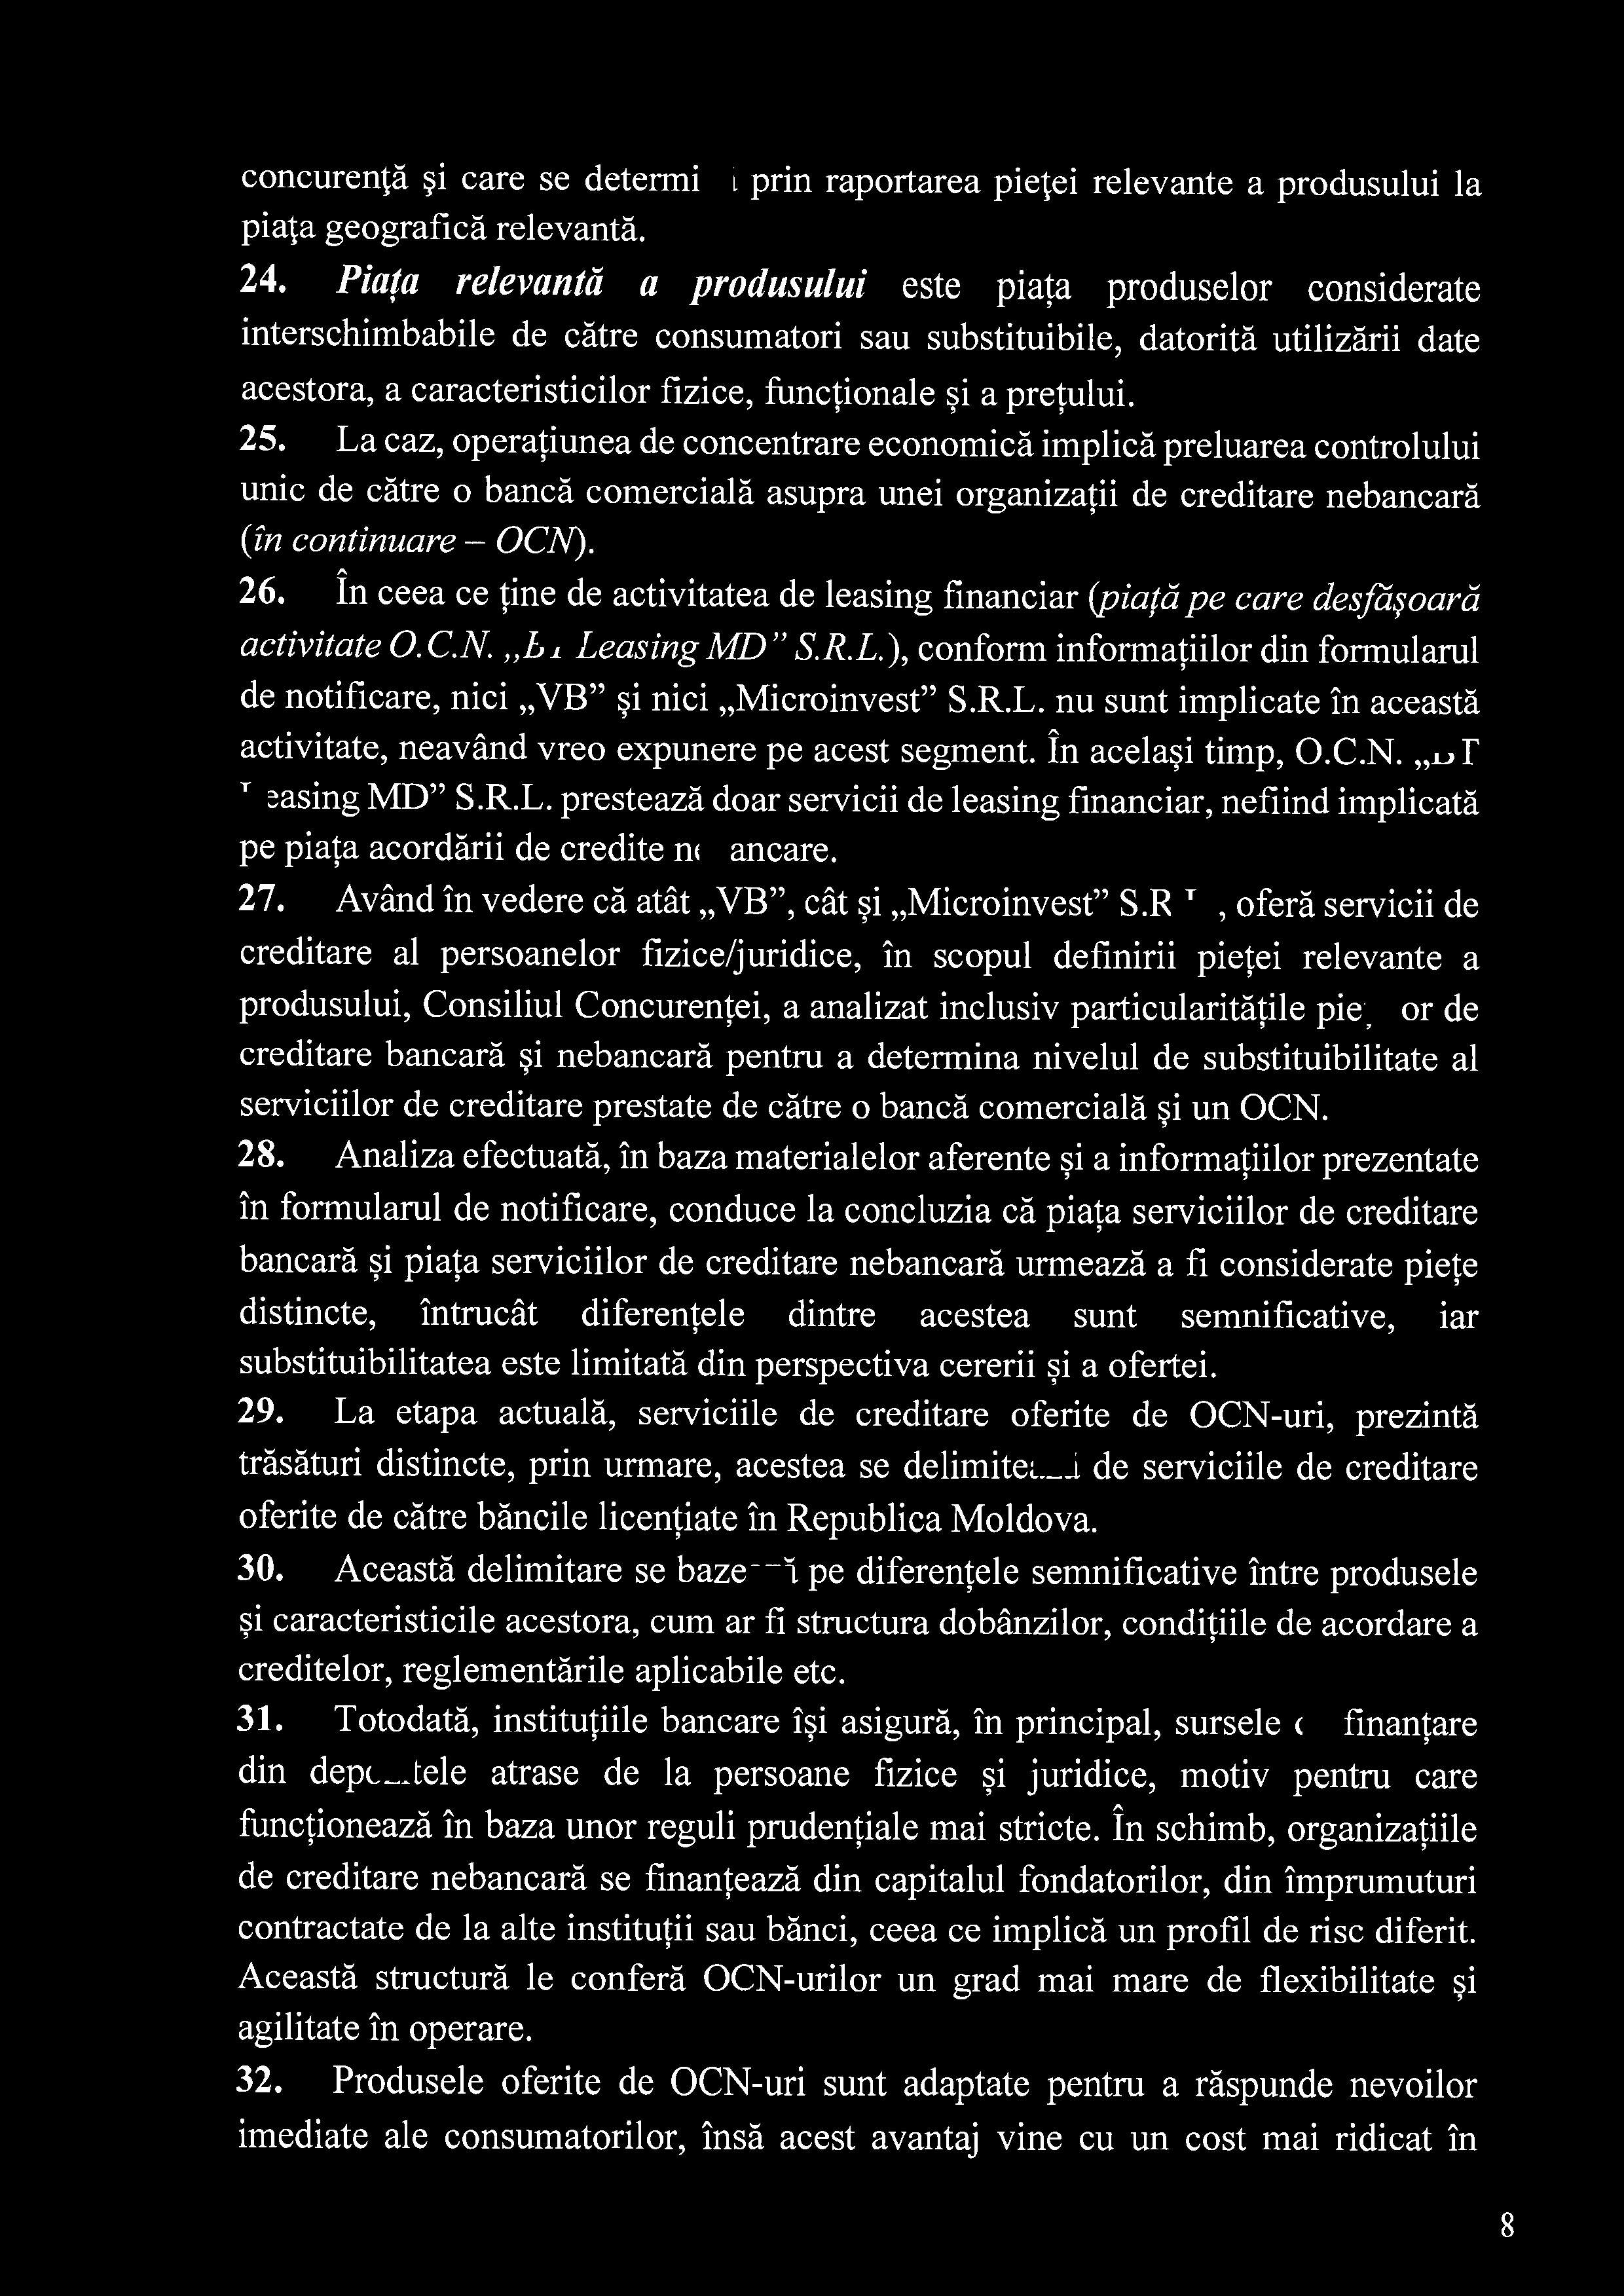 concurenţă şi care se prin raportarea pieţei relevante a produsului la
piaţa geografică relevantă.
24. Piața relevantă a produsului este piața produselor considerate
interschimbabile de către consumatori sau substituibile, datorită utilizării date
acestora, a caracteristicilor fizice, funcționale și a prețului.
25. La caz, operațiunea de concentrare economică implică preluarea controlului
unic de către o bancă comercială asupra unei organizații de creditare nebancară
(în continuare – OCN).
26. În ceea ce ține de activitatea de leasing financiar (piață pe care desfășoară
activitate O.C.N. Leasing MD” S.R.L.), conform informațiilor din formularul
de notificare, nici „VB” și nici „Microinvest” S.R.L. nu sunt implicate în această
activitate, neavând vreo expunere pe acest segment. În același timp, O.C.N.
MD” S.R.L. prestează doar servicii de leasing financiar, nefiind implicată
pe piața acordării de credite
27. Având în vedere că atât „VB”, cât și „Microinvest” oferă servicii de
creditare al persoanelor fizice/juridice, în scopul definirii pieței relevante a
produsului, Consiliul Concurenței, a analizat inclusiv particularitățile de
creditare bancară și nebancară pentru a determina nivelul de substituibilitate al
serviciilor de creditare prestate de către o bancă comercială și un OCN.
28. Analiza efectuată, în baza materialelor aferente și a informațiilor prezentate
în formularul de notificare, conduce la concluzia că piața serviciilor de creditare
bancară și piața serviciilor de creditare nebancară urmează a fi considerate piețe
distincte, întrucât diferențele dintre acestea sunt semnificative, iar
substituibilitatea este limitată din perspectiva cererii și a ofertei.
29. La etapa actuală, serviciile de creditare oferite de OCN-uri, prezintă
trăsături distincte, prin urmare, acestea se de serviciile de creditare
oferite de către băncile licențiate în Republica Moldova.
30. Această delimitare se pe diferențele semnificative între produsele
și caracteristicile acestora, cum ar fi structura dobânzilor, condițiile de acordare a
creditelor, reglementările aplicabile etc.
31. Totodată, instituțiile bancare își asigură, în principal, sursele finanțare
din atrase de la persoane fizice și juridice, motiv pentru care
funcționează în baza unor reguli prudențiale mai stricte. În schimb, organizațiile
de creditare nebancară se finanțează din capitalul fondatorilor, din împrumuturi
contractate de la alte instituții sau bănci, ceea ce implică un profil de risc diferit.
Această structură le conferă OCN-urilor un grad mai mare de flexibilitate și
agilitate în operare.
32. Produsele oferite de OCN-uri sunt adaptate pentru a răspunde nevoilor
imediate ale consumatorilor, însă acest avantaj vine cu un cost mai ridicat în
8